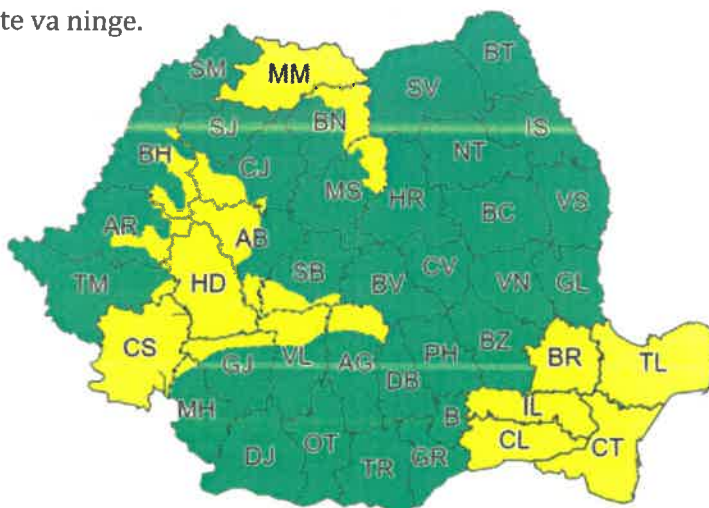 te va ninge.
BT
SM
MM
SV
SJ
BN
IS
BH
CJ
NT
MS
HR
VS
BC
AR
AB
TM
HD
SB
BV
CV
VN
GL
CS
GJ
VL
AG
PH
BZ
BR
TL
DB
MH
B
IL
DJ
OT
TR
GR
CL
CT